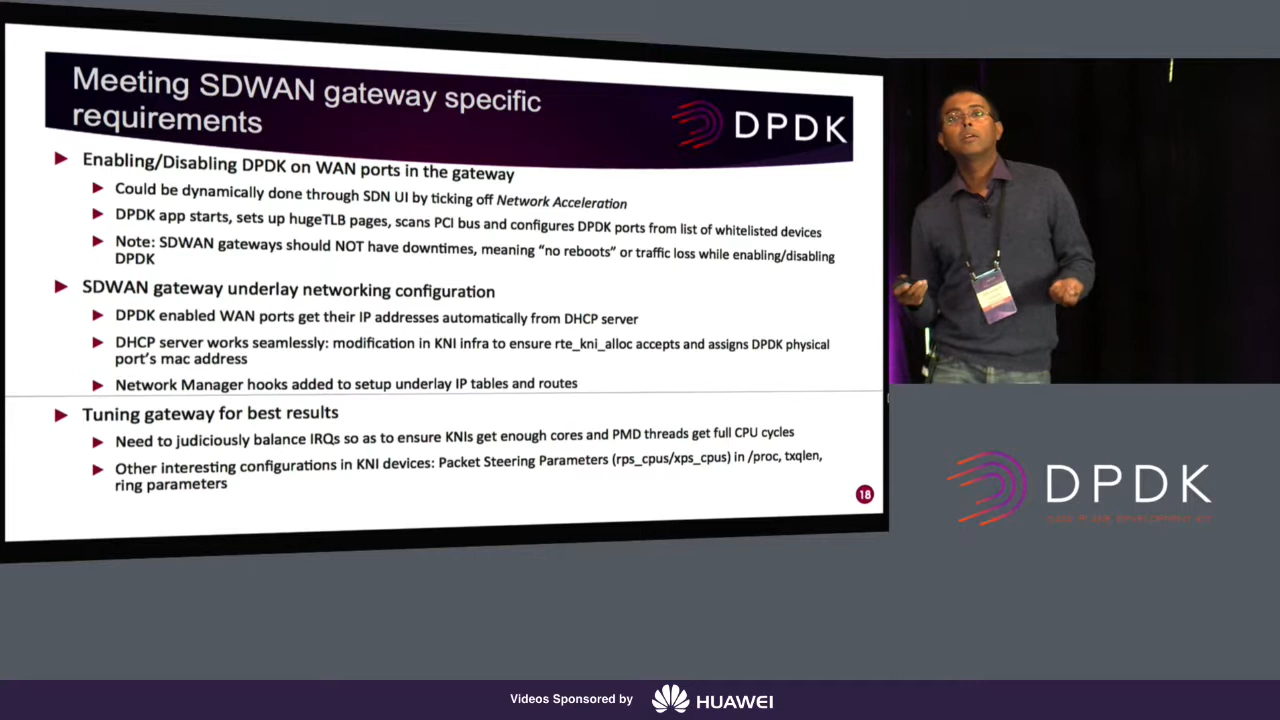 Meeting SDWAN gateway specific
requirements
DPDK
Enabling/Disabling DPDK on WAN ports in the gateway
Could be dynamically done through SDN UI by ticking off Network Acceleration
DPDK app starts, sets up hugeTLB pages, scans PCI bus and configures DPDK ports from list of whitelisted devices
Note: SDWAN gateways should NOT have downtimes, meaning “no reboots” or traffic loss while enabling/disabling
DPDK
SDWAN gateway underlay networking configuration
DPDK enabled WAN ports get their IP addresses automatically from DHCP server
DHCP server works seamlessly: modification in KNI infra to ensure rte_kni_alloc accepts and assigns DPDK physical
port’s mac address
Network Manager hooks added to setup underlay IP tables and routes
Tuning gateway for best results
Need to judiciously balance IRQs so as to ensure KNIs get enough cores and PMD threads get full CPU cycles
Other interesting configurations in KNI devices: Packet Steering Parameters (rps_cpus/xps_cpus) in /proc, txqlen,
ring parameters
18
DPDK
Videos Sponsored by
HUAWEI